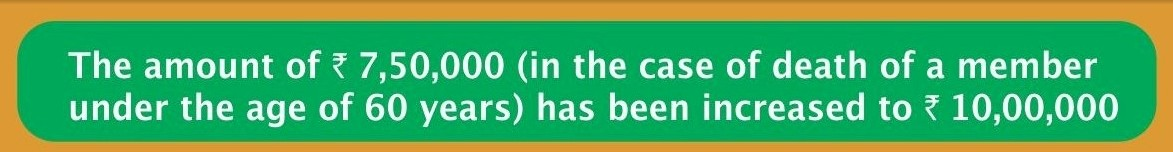 The amount of ₹ 7,50,000 (in the case of death of a member
under the age of 60 years) has been increased to ₹ 10,00,000